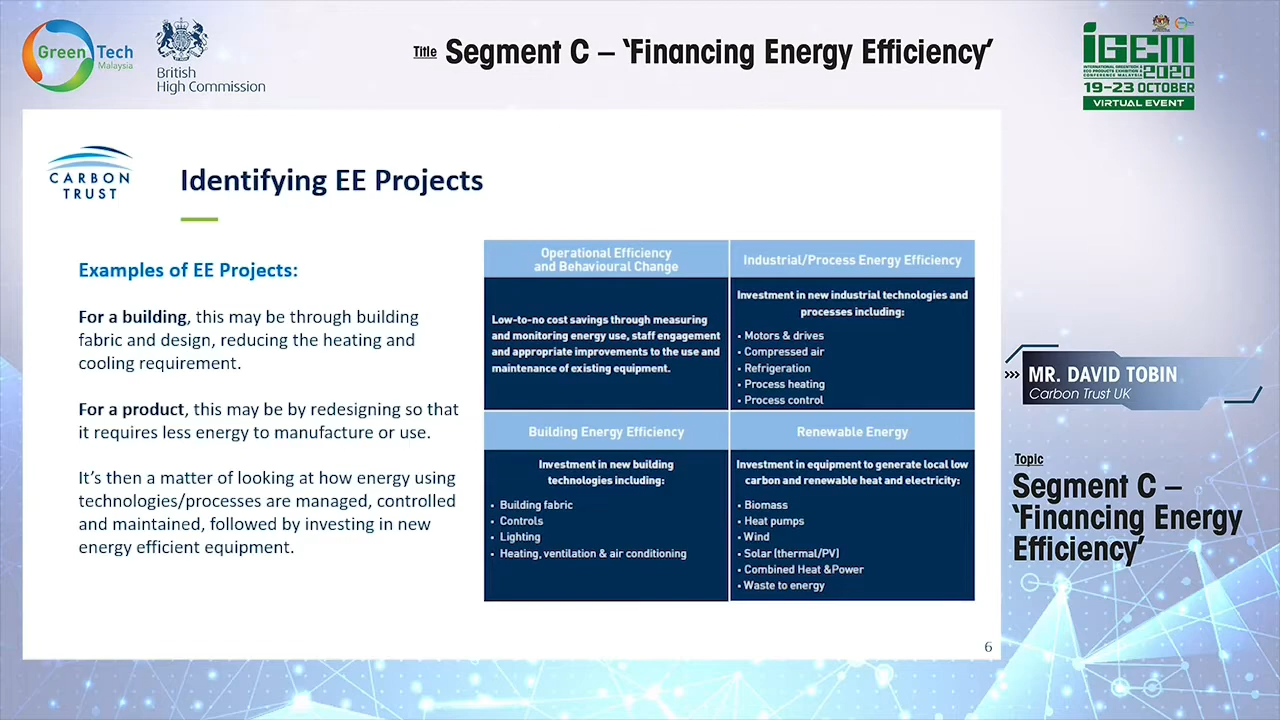 Green Tech
Malaysia
British
High Commission
Title Segment C – ‘Financing Energy Efficiency’
iGEM
INTERNATIONAL GREENTECH &
ECO PRODUCTS EXHIBITION &
CONFERENCE MALAYSIA
2020
19–23 OCTOBER
VIRTUAL EVENT
CARBON
TRUST
Identifying EE Projects
Examples of EE Projects:
For a building, this may be through building
fabric and design, reducing the heating and
cooling requirement.
For a product, this may be by redesigning so that
it requires less energy to manufacture or use.
It’s then a matter of looking at how energy using
technologies/processes are managed, controlled
and maintained, followed by investing in new
energy efficient equipment.
Operational Efficiency
and Behavioural Change
Low-to-no cost savings through measuring
and monitoring energy use, staff engagement
and appropriate improvements to the use and
maintenance of existing equipment.
Industrial/Process Energy Efficiency
Investment in new industrial technologies and
processes including:
• Motors & drives
• Compressed air
• Refrigeration
• Process heating
• Process control
Building Energy Efficiency
Investment in new building
technologies including:
• Building fabric
• Controls
• Lighting
• Heating, ventilation & air conditioning
Renewable Energy
Investment in equipment to generate local low
carbon and renewable heat and electricity:
• Biomass
• Heat pumps
• Wind
• Solar (thermal/PV)
• Combined Heat &Power
• Waste to energy
6
MR. DAVID TOBIN
Carbon Trust UK
Topic
Segment C –
‘Financing Energy
Efficiency’